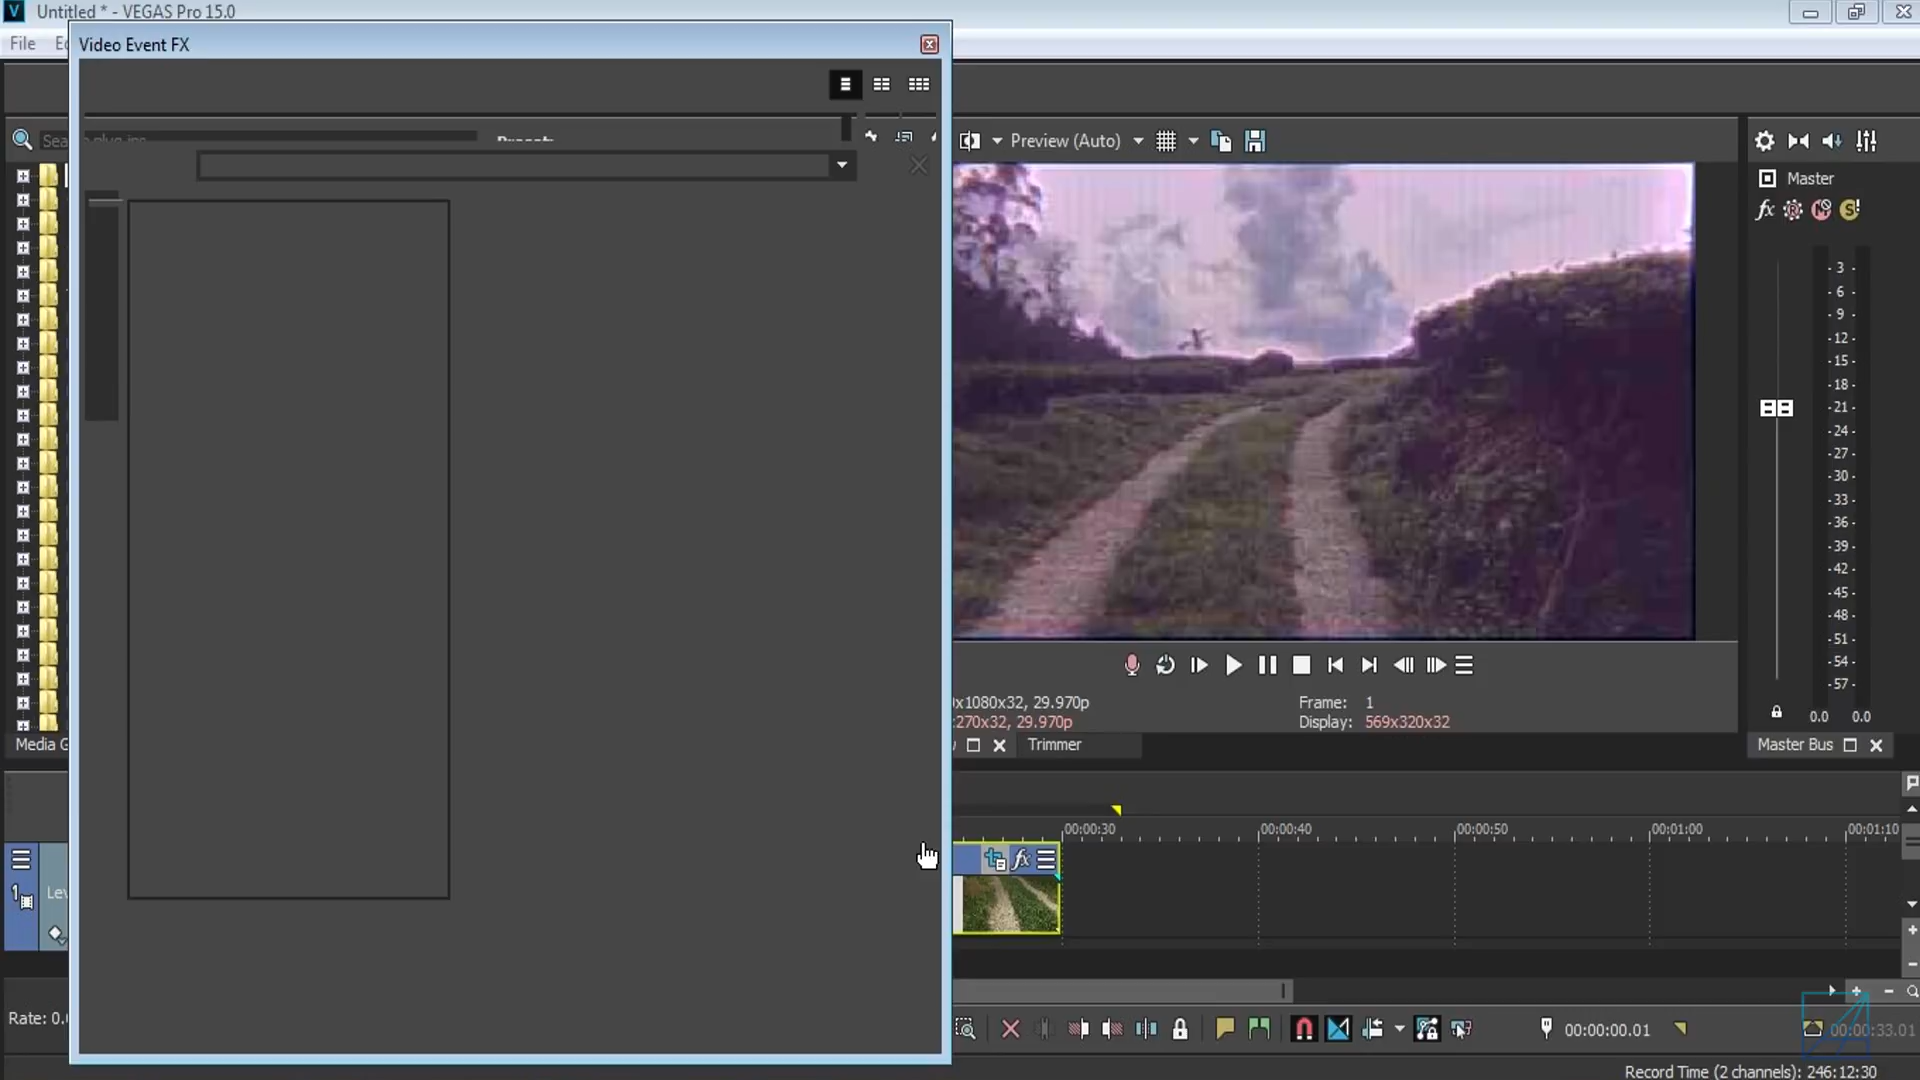 Untitled * - VEGAS Pro 15.0
File
Video Event FX
Preset:
Preview (Auto)
Master
3
6
9
12
15
18
21
24
27
30
33
36
39
42
45
48
51
54
57
0.0 0.0
x1080x32, 29.970p
Frame: 1
:270x32, 29.970p
Display: 569x320x32
Media G
Trimmer
Master Bus
00:00:30 00:00:40 00:00:50 00:01:00 00:01:10
fx
1
Lev
Rate: 0.
00:00:00.01
00:00:33.01
Record Time (2 channels): 246:12:30